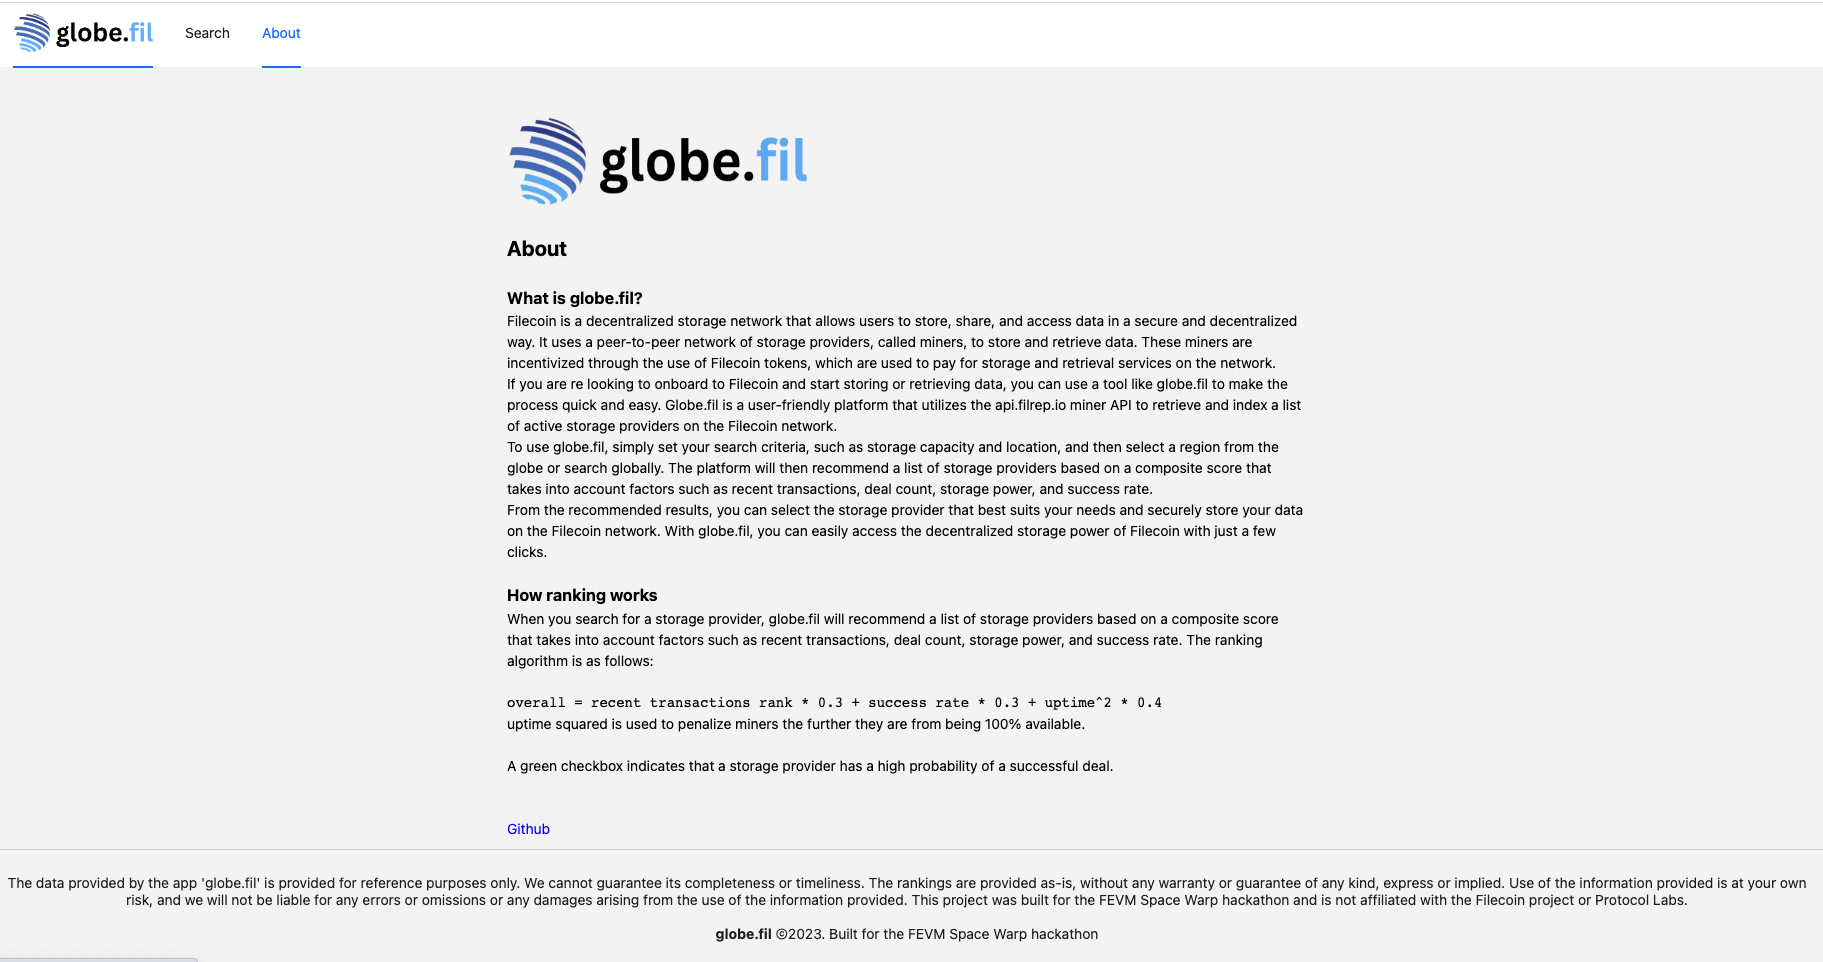 globe.fil
Search
About
globe.fil
About
What is globe.fil?
Filecoin is a decentralized storage network that allows users to store, share, and access data in a secure and decentralized
way. It uses a peer-to-peer network of storage providers, called miners, to store and retrieve data. These miners are
incentivized through the use of Filecoin tokens, which are used to pay for storage and retrieval services on the network.
If you are re looking to onboard to Filecoin and start storing or retrieving data, you can use a tool like globe.fil to make the
process quick and easy. Globe.fil is a user-friendly platform that utilizes the api.filrep.io miner API to retrieve and index a list
of active storage providers on the Filecoin network.
To use globe.fil, simply set your search criteria, such as storage capacity and location, and then select a region from the
globe or search globally. The platform will then recommend a list of storage providers based on a composite score that
takes into account factors such as recent transactions, deal count, storage power, and success rate.
From the recommended results, you can select the storage provider that best suits your needs and securely store your data
on the Filecoin network. With globe.fil, you can easily access the decentralized storage power of Filecoin with just a few
clicks.
How ranking works
When you search for a storage provider, globe.fil will recommend a list of storage providers based on a composite score
that takes into account factors such as recent transactions, deal count, storage power, and success rate. The ranking
algorithm is as follows:
overall = recent transactions rank * 0.3 + success rate * 0.3 + uptime^2 * 0.4
uptime squared is used to penalize miners the further they are from being 100% available.
A green checkbox indicates that a storage provider has a high probability of a successful deal.
Github
The data provided by the app 'globe.fil' is provided for reference purposes only. We cannot guarantee its completeness or timeliness. The rankings are provided as-is, without any warranty or guarantee of any kind, express or implied. Use of the information provided is at your own
risk, and we will not be liable for any errors or omissions or any damages arising from the use of the information provided. This project was built for the FEVM Space Warp hackathon and is not affiliated with the Filecoin project or Protocol Labs.
globe.fil ©2023. Built for the FEVM Space Warp hackathon